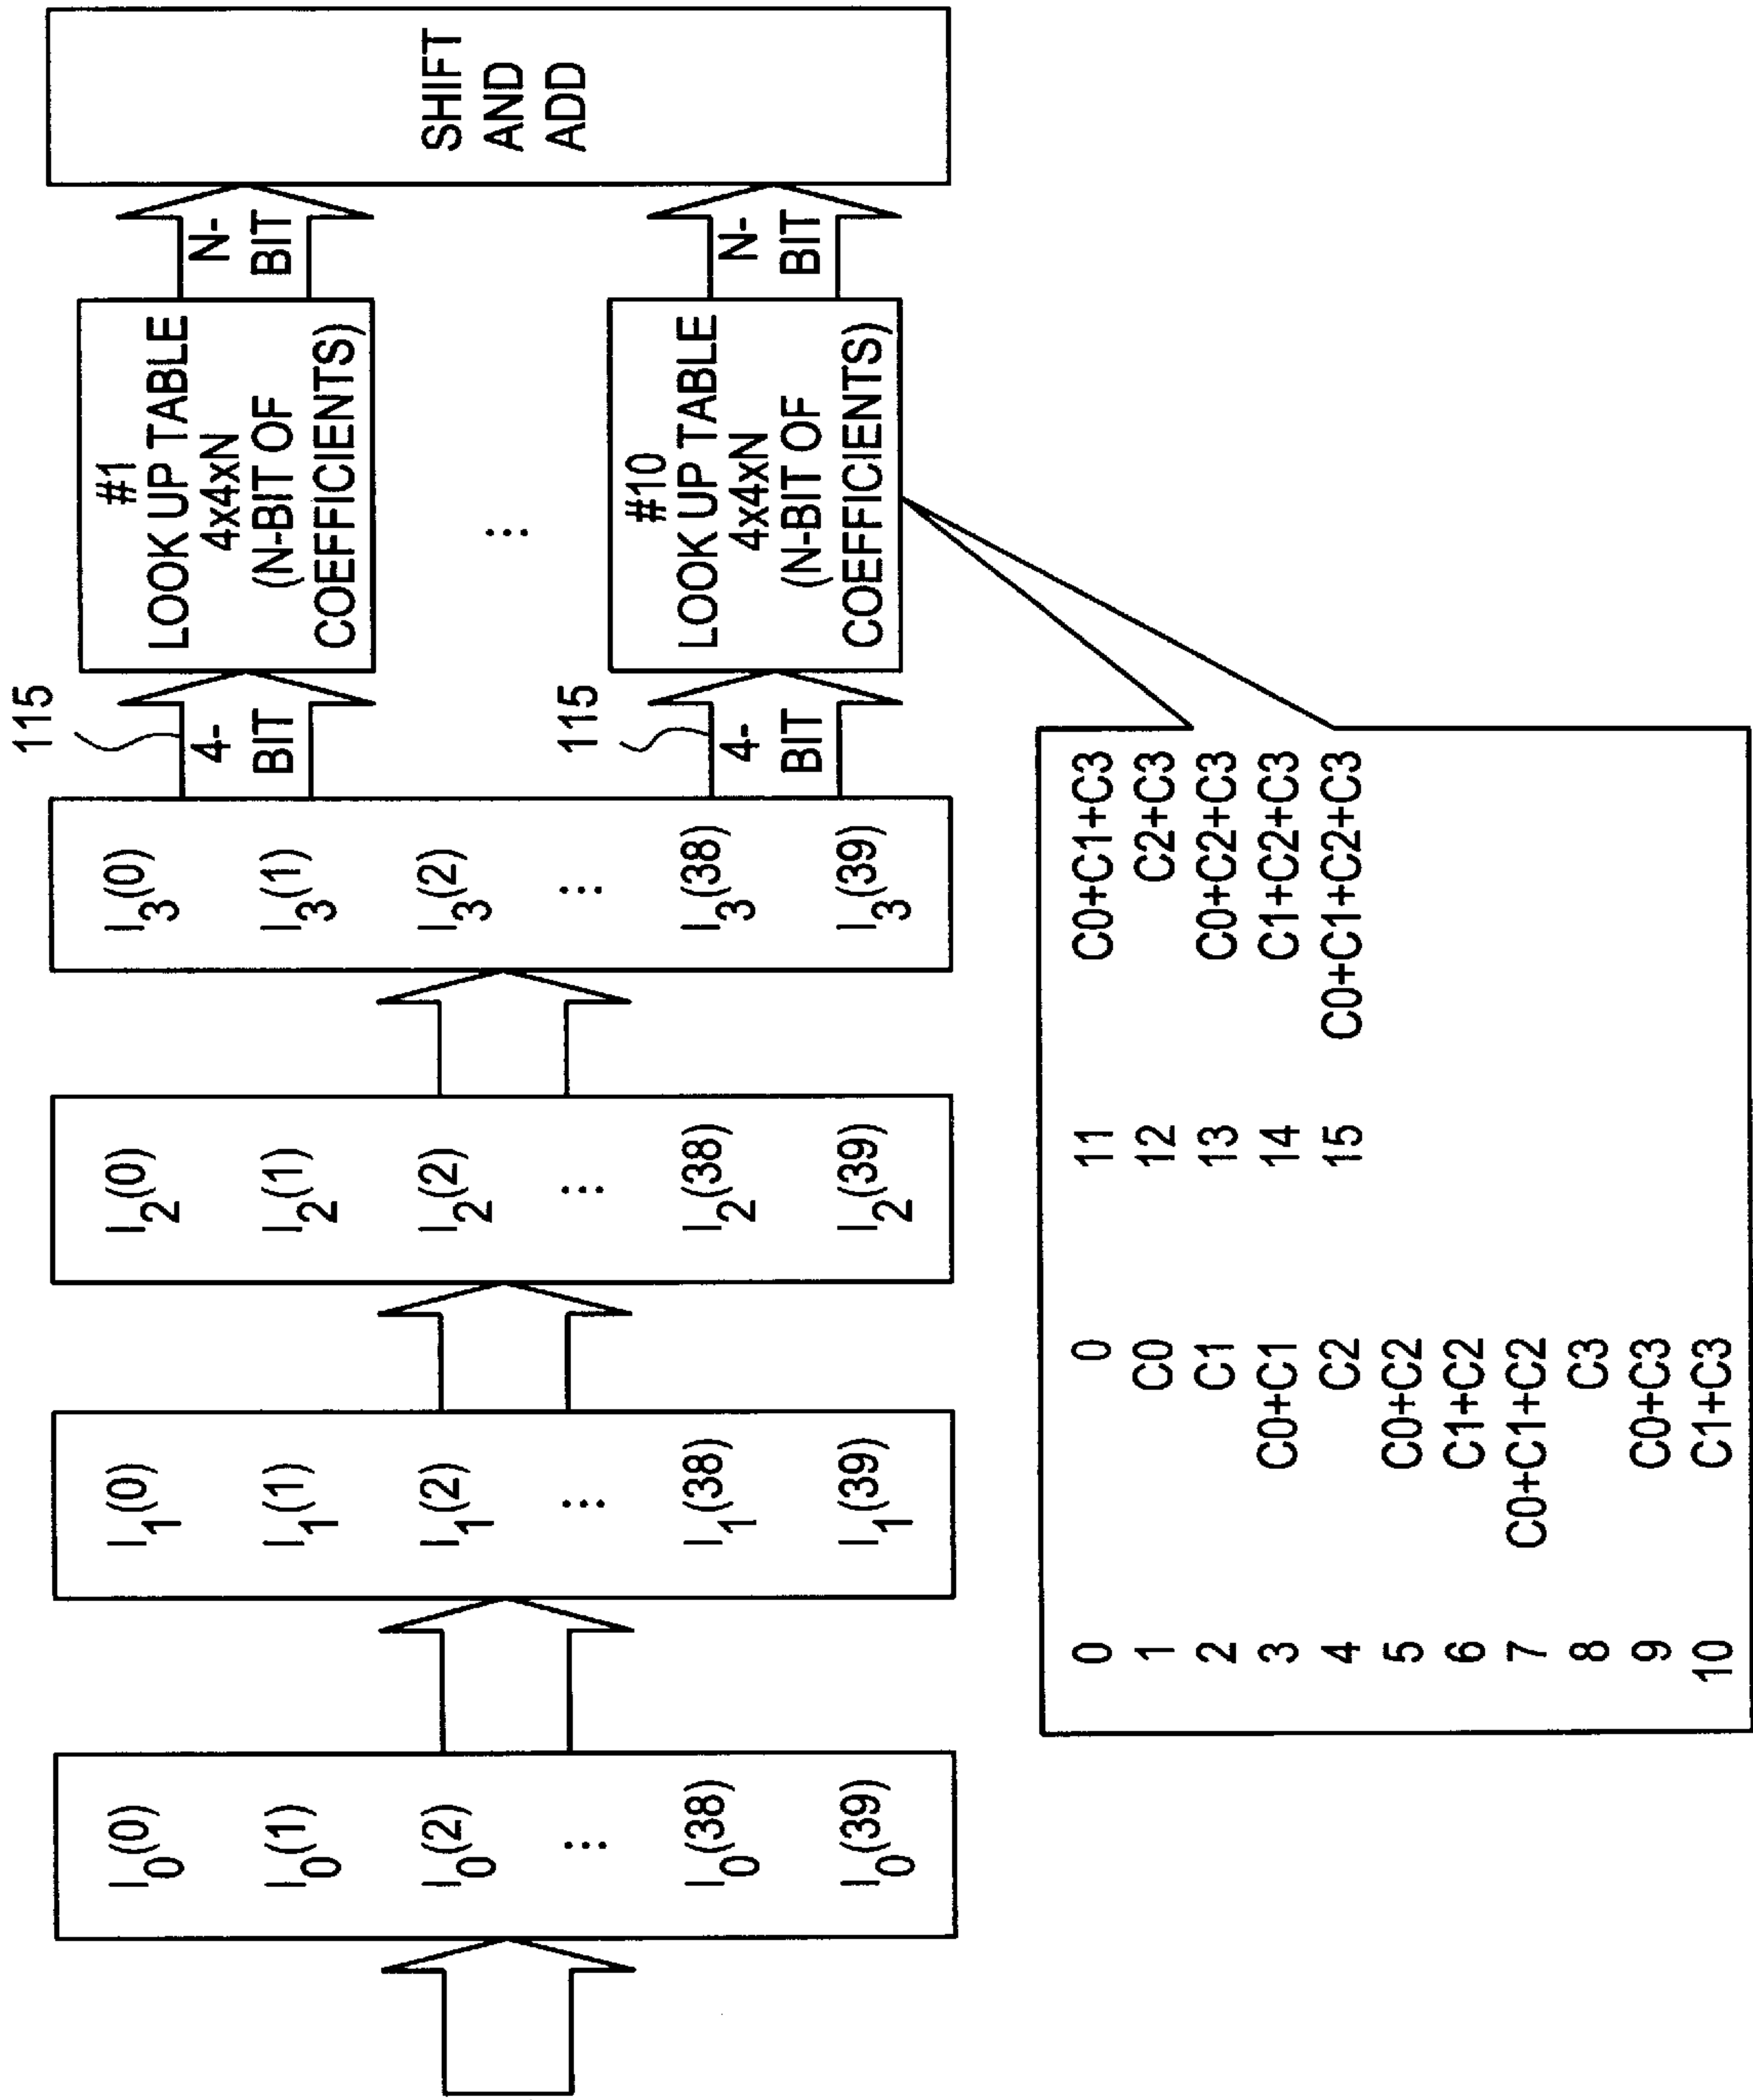 I0(0)
I0(1)
I0(2)
⋮
I0(38)
I0(39)
I1(0)
I1(1)
I1(2)
⋮
I1(38)
I1(39)
I2(0)
I2(1)
I2(2)
⋮
I2(38)
I2(39)
I3(0)
I3(1)
I3(2)
⋮
I3(38)
I3(39)
115
4-
BIT
115
4-
BIT
#1
LOOK UP TABLE
4x4xN
(N-BIT OF
COEFFICIENTS)
⋮
#10
LOOK UP TABLE
4x4xN
(N-BIT OF
COEFFICIENTS)
N-
BIT
N-
BIT
SHIFT
AND
ADD
0 0
1 C0
2 C1
3 C0+C1
4 C2
5 C0+C2
6 C1+C2
7 C0+C1+C2
8 C3
9 C0+C3
10 C1+C3
11 C0+C1+C3
12 C2+C3
13 C0+C2+C3
14 C1+C2+C3
15 C0+C1+C2+C3